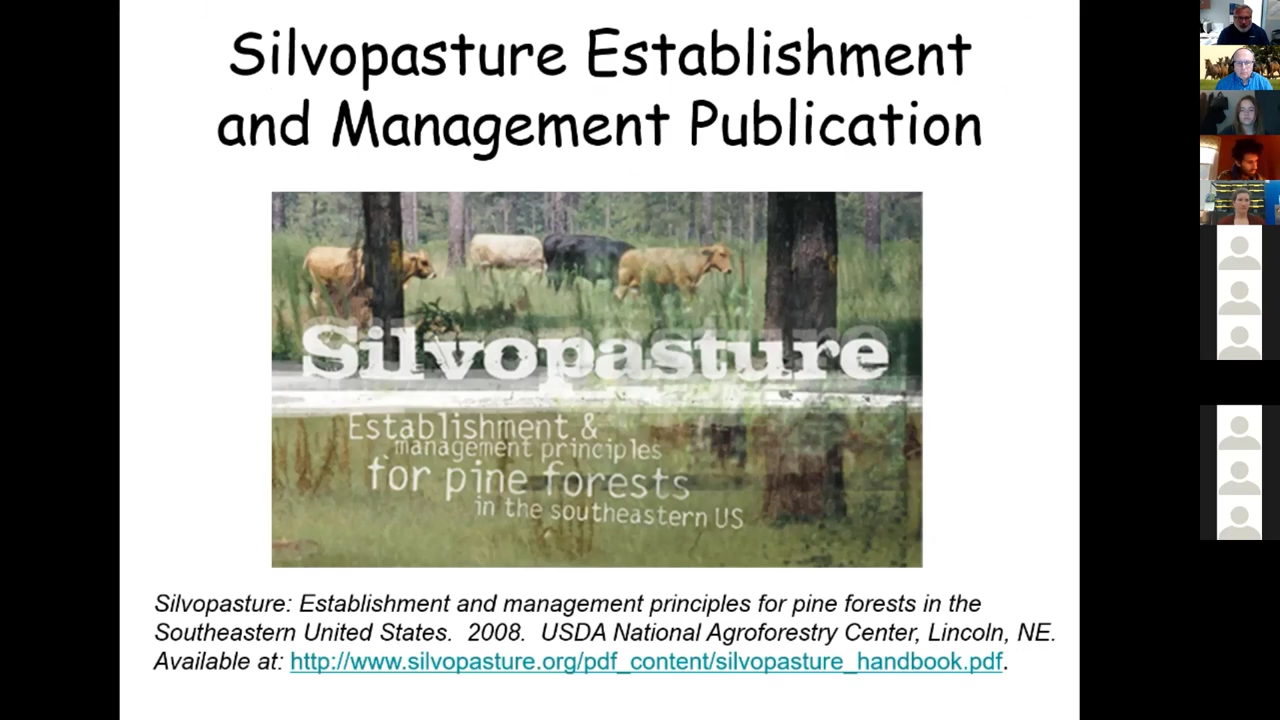 Silvopasture Establishment
and Management Publication
Silvopasture
Establishment &
management principles
for pine forests
in the southeastern US
Silvopasture: Establishment and management principles for pine forests in the
Southeastern United States.  2008.  USDA National Agroforestry Center, Lincoln, NE.
Available at: http://www.silvopasture.org/pdf_content/silvopasture_handbook.pdf.